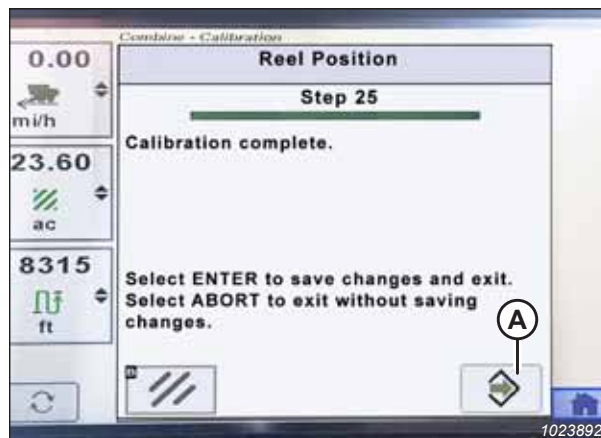 Combine - Calibration
0.00
mi/h
23.60
ac
8315
ft
Reel Position
Step 25
Calibration complete.
Select ENTER to save changes and exit.
Select ABORT to exit without saving
changes.
A
1023892